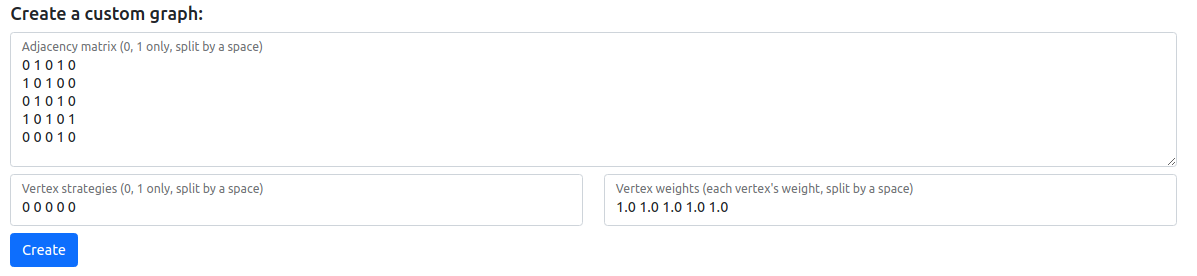 Create a custom graph:
Adjacency matrix (0, 1 only, split by a space)
0 1 0 1 0
1 0 1 0 0
0 1 0 1 0
1 0 1 0 1
0 0 0 1 0
Vertex strategies (0, 1 only, split by a space)
0 0 0 0 0
Vertex weights (each vertex's weight, split by a space)
1.0 1.0 1.0 1.0 1.0
Create